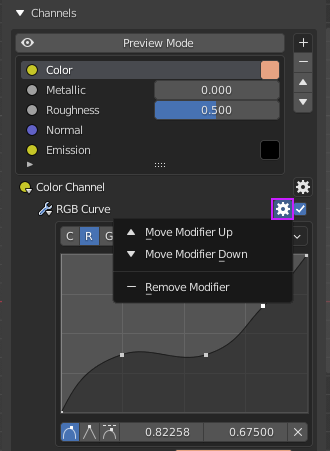 Channels
Preview Mode
Color
Metallic 0.000
Roughness 0.500
Normal
Emission
Color Channel
RGB Curve
Move Modifier Up
C R G
Move Modifier Down
Remove Modifier
0.82258 0.67500